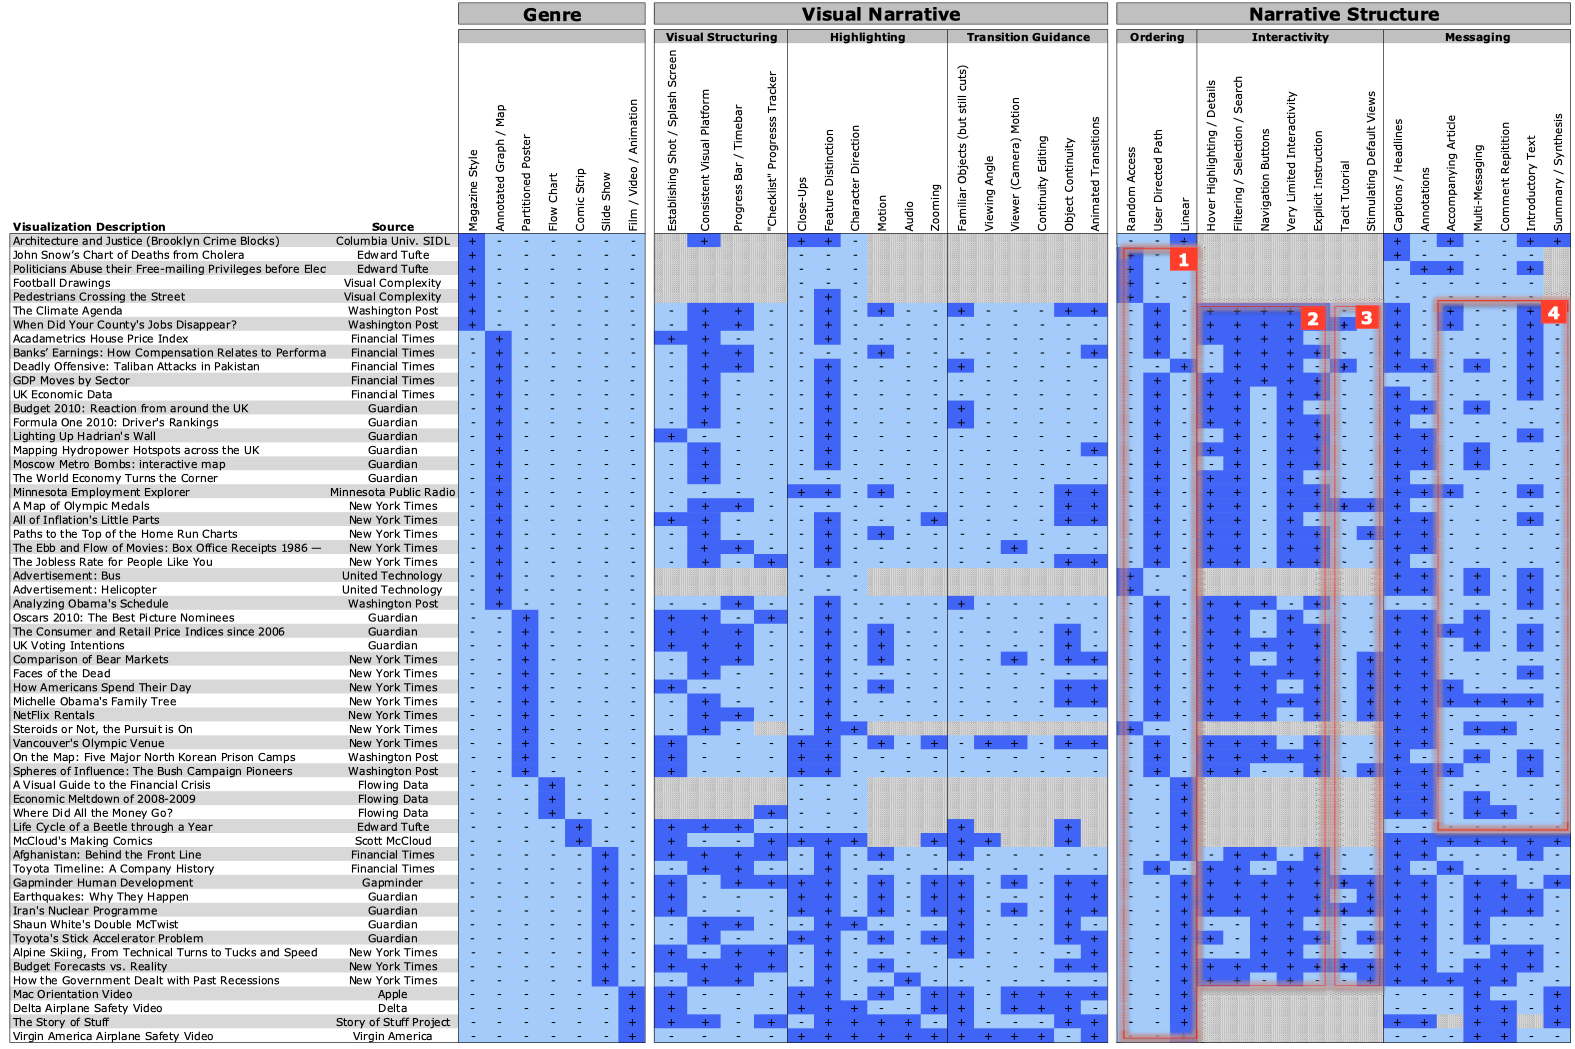 Genre Visual Narrative Narrative Structure
Visual Structuring Highlighting Transition Guidance Ordering Interactivity Messaging
Magazine Style
Annotated Graph / Map
Partitioned Poster
Flow Chart
Comic Strip
Slide Show
Film / Video / Animation
Establishing Shot / Splash Screen
Consistent Visual Platform
Progress Bar / Timebar
"Checklist" Progresss Tracker
Close-Ups
Feature Distinction
Character Direction
Motion
Audio
Zooming
Familiar Objects (but still cuts)
Viewing Angle
Viewer (Camera) Motion
Continuity Editing
Object Continuity
Animated Transitions
Random Access
User Directed Path
Linear
Hover Highlighting / Details
Filtering / Selection / Search
Navigation Buttons
Very Limited Interactivity
Explicit Instruction
Tacit Tutorial
Stimulating Default Views
Captions / Headlines
Annotations
Accompanying Article
Multi-Messaging
Comment Repitition
Introductory Text
Summary / Synthesis
Visualization Description Source
Architecture and Justice (Brooklyn Crime Blocks) Columbia Univ. SIDL
John Snow's Chart of Deaths from Cholera Edward Tufte
Politicians Abuse their Free-mailing Privileges before Elec Edward Tufte
Football Drawings Visual Complexity
Pedestrians Crossing the Street Visual Complexity
The Climate Agenda Washington Post
When Did Your County's Jobs Disappear? Washington Post
Acadametrics House Price Index Financial Times
Banks' Earnings: How Compensation Relates to Performa Financial Times
Deadly Offensive: Taliban Attacks in Pakistan Financial Times
GDP Moves by Sector Financial Times
UK Economic Data Financial Times
Budget 2010: Reaction from around the UK Guardian
Formula One 2010: Driver's Rankings Guardian
Lighting Up Hadrian's Wall Guardian
Mapping Hydropower Hotspots across the UK Guardian
Moscow Metro Bombs: interactive map Guardian
The World Economy Turns the Corner Guardian
Minnesota Employment Explorer Minnesota Public Radio
A Map of Olympic Medals New York Times
All of Inflation's Little Parts New York Times
Paths to the Top of the Home Run Charts New York Times
The Ebb and Flow of Movies: Box Office Receipts 1986 — New York Times
The Jobless Rate for People Like You New York Times
Advertisement: Bus United Technology
Advertisement: Helicopter United Technology
Analyzing Obama's Schedule Washington Post
Oscars 2010: The Best Picture Nominees Guardian
The Consumer and Retail Price Indices since 2006 Guardian
UK Voting Intentions Guardian
Comparison of Bear Markets New York Times
Faces of the Dead New York Times
How Americans Spend Their Day New York Times
Michelle Obama's Family Tree New York Times
NetFlix Rentals New York Times
Steroids or Not, the Pursuit is On New York Times
Vancouver's Olympic Venue New York Times
On the Map: Five Major North Korean Prison Camps Washington Post
Spheres of Influence: The Bush Campaign Pioneers Washington Post
A Visual Guide to the Financial Crisis Flowing Data
Economic Meltdown of 2008-2009 Flowing Data
Where Did All the Money Go? Flowing Data
Life Cycle of a Beetle through a Year Edward Tufte
McCloud's Making Comics Scott McCloud
Afghanistan: Behind the Front Line Financial Times
Toyota Timeline: A Company History Financial Times
Gapminder Human Development Gapminder
Earthquakes: Why They Happen Guardian
Iran's Nuclear Programme Guardian
Shaun White's Double McTwist Guardian
Toyota's Stick Accelerator Problem Guardian
Alpine Skiing, From Technical Turns to Tucks and Speed New York Times
Budget Forecasts vs. Reality New York Times
How the Government Dealt with Past Recessions New York Times
Mac Orientation Video Apple
Delta Airplane Safety Video Delta
The Story of Stuff Story of Stuff Project
Virgin America Airplane Safety Video Virgin America
1
2
3
4